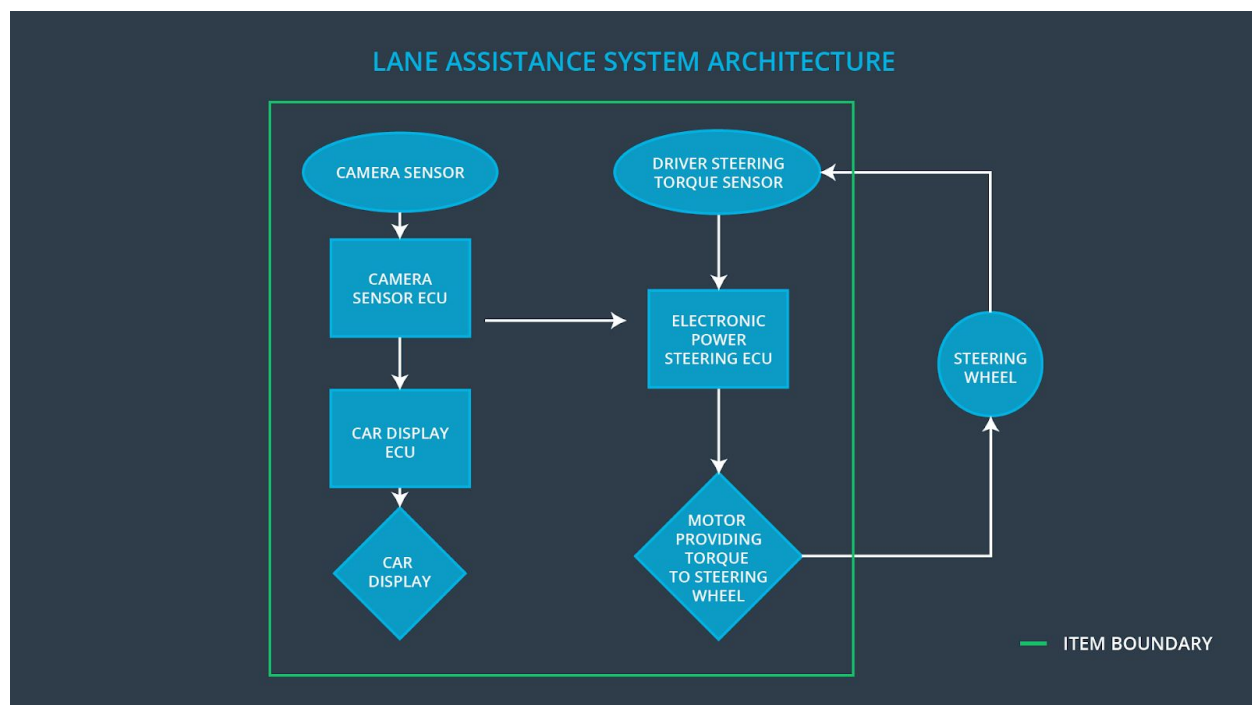 LANE ASSISTANCE SYSTEM ARCHITECTURE
CAMERA SENSOR
CAMERA
SENSOR ECU
CAR DISPLAY
ECU
CAR
DISPLAY
DRIVER STEERING
TORQUE SENSOR
ELECTRONIC
POWER
STEERING ECU
MOTOR
PROVIDING
TORQUE
TO STEERING
WHEEL
STEERING
WHEEL
ITEM BOUNDARY